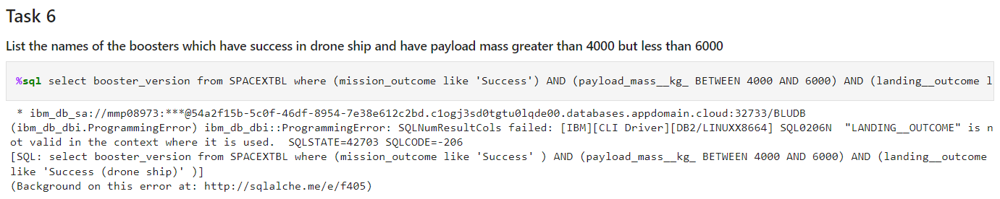 Task 6
List the names of the boosters which have success in drone ship and have payload mass greater than 4000 but less than 6000
%sql select booster_version from SPACEXTBL where (mission_outcome like 'Success') AND (payload_mass__kg_ BETWEEN 4000 AND 6000) AND (landing__outcome l
* ibm_db_sa://mmp08973:***@54a2f15b-5c0f-46df-8954-7e38e612c2bd.c1ogj3sd0tgtu0lqde00.databases.appdomain.cloud:32733/BLUDB
(ibm_db_dbi.ProgrammingError) ibm_db_dbi::ProgrammingError: SQLNumResultCols failed: [IBM][CLI Driver][DB2/LINUXX8664] SQL0206N  "LANDING__OUTCOME" is n
ot valid in the context where it is used.  SQLSTATE=42703 SQLCODE=-206
[SQL: select booster_version from SPACEXTBL where (mission_outcome like 'Success' ) AND (payload_mass__kg_ BETWEEN 4000 AND 6000) AND (landing__outcome
like 'Success (drone ship)' )]
(Background on this error at: http://sqlalche.me/e/f405)